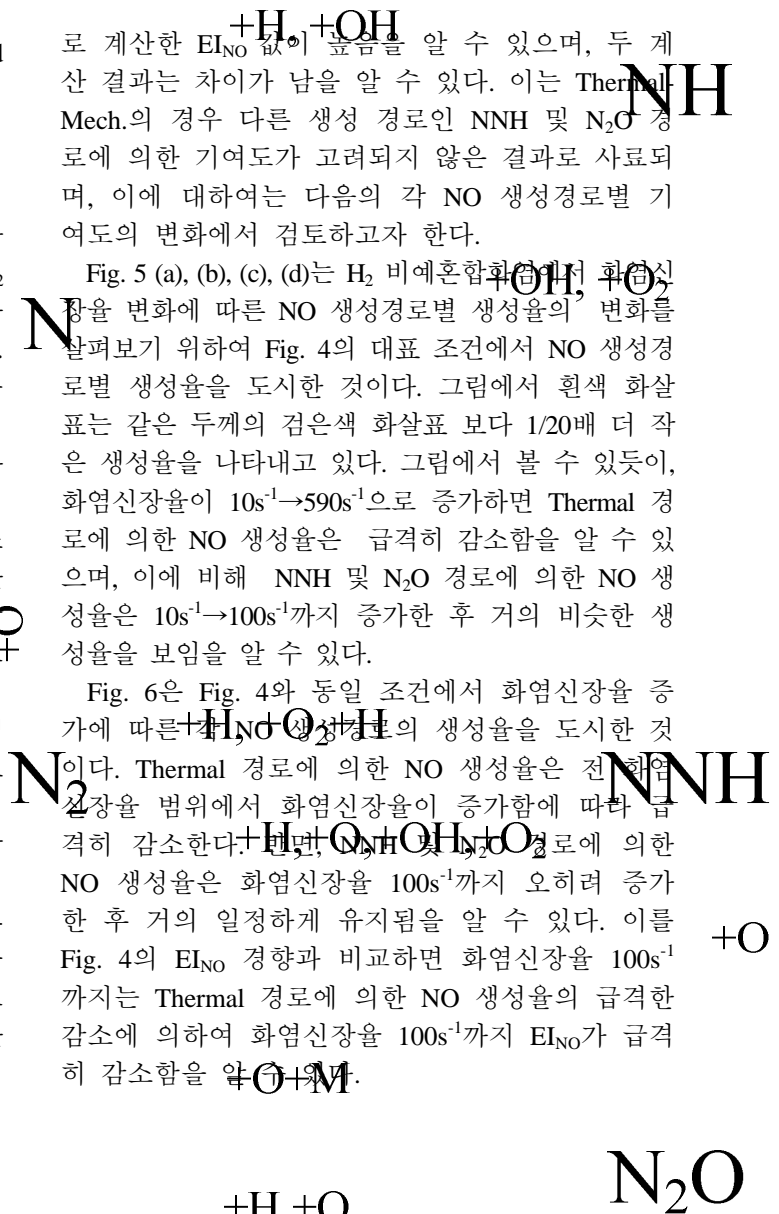 로 계산한 EI_NO 값이 높음을 알 수 있으며, 두 계
산 결과는 차이가 남을 알 수 있다. 이는 Thermal-
Mech.의 경우 다른 생성 경로인 NNH 및 N₂O 경
로에 의한 기여도가 고려되지 않은 결과로 사료되
며, 이에 대하여는 다음의 각 NO 생성경로별 기
여도의 변화에서 검토하고자 한다.
Fig. 5 (a), (b), (c), (d)는 H₂ 비예혼합화염에서 화염신
장율 변화에 따른 NO 생성경로별 생성율의 변화를
살펴보기 위하여 Fig. 4의 대표 조건에서 NO 생성경
로별 생성율을 도시한 것이다. 그림에서 흰색 화살
표는 같은 두께의 검은색 화살표 보다 1/20배 더 작
은 생성율을 나타내고 있다. 그림에서 볼 수 있듯이,
화염신장율이 10s⁻¹→590s⁻¹으로 증가하면 Thermal 경
로에 의한 NO 생성율은 급격히 감소함을 알 수 있
으며, 이에 비해 NNH 및 N₂O 경로에 의한 NO 생
성율은 10s⁻¹→100s⁻¹까지 증가한 후 거의 비슷한 생
성율을 보임을 알 수 있다.
Fig. 6은 Fig. 4와 동일 조건에서 화염신장율 증
가에 따른 각 NO 생성경로의 생성율을 도시한 것
이다. Thermal 경로에 의한 NO 생성율은 전 화염
신장율 범위에서 화염신장율이 증가함에 따라 급
격히 감소한다. 반면, NNH 및 N₂O 경로에 의한
NO 생성율은 화염신장율 100s⁻¹까지 오히려 증가
한 후 거의 일정하게 유지됨을 알 수 있다. 이를
Fig. 4의 EI_NO 경향과 비교하면 화염신장율 100s⁻¹
까지는 Thermal 경로에 의한 NO 생성율의 급격한
감소에 의하여 화염신장율 100s⁻¹까지 EI_NO가 급격
히 감소함을 알 수 있다.
+H, +OH
NH
+OH, +O₂
N
+O
+H, +O₂+H
N₂
NNH
+H,+O,+OH,+O₂
+O
+O+M
N₂O
+H +O